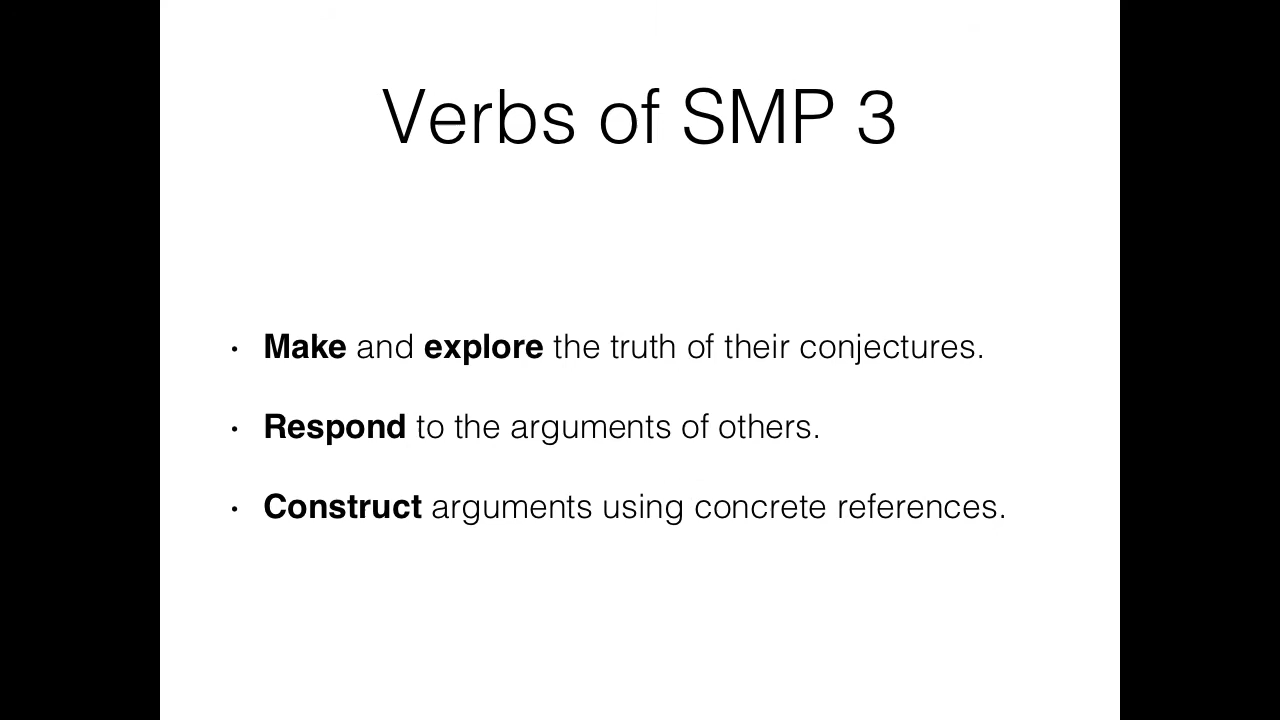 Verbs of SMP 3
• Make and explore the truth of their conjectures.
• Respond to the arguments of others.
• Construct arguments using concrete references.